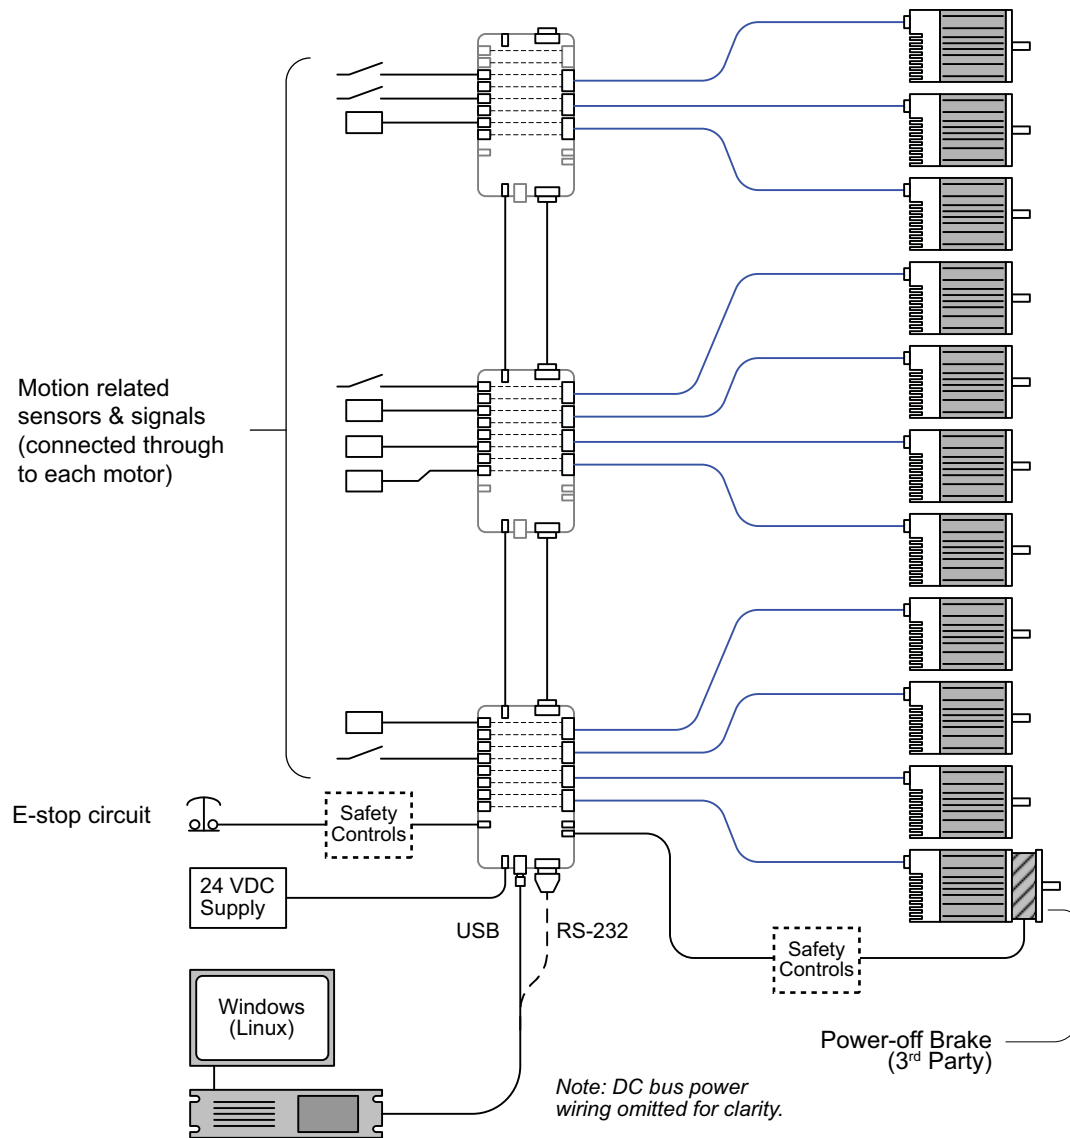 Motion related
sensors & signals
(connected through
to each motor)
E-stop circuit
Safety
Controls
24 VDC
Supply
USB
RS-232
Safety
Controls
Windows
(Linux)
Power-off Brake
(3rd Party)
Note: DC bus power
wiring omitted for clarity.